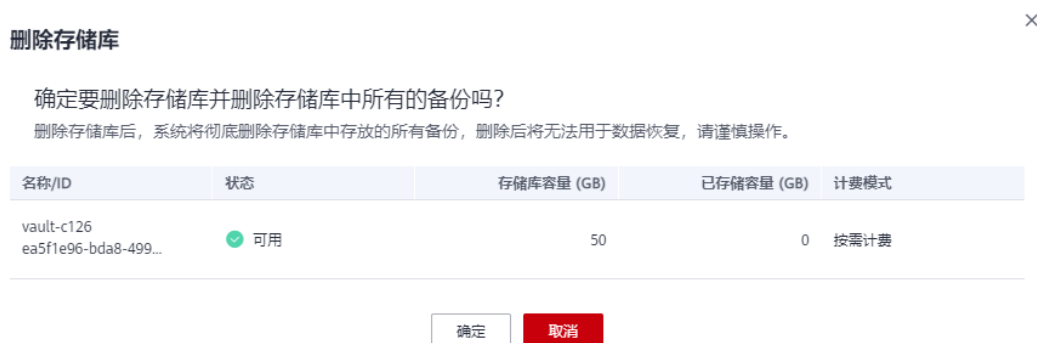 删除存储库
确定要删除存储库并删除存储库中所有的备份吗?
删除存储库后，系统将彻底删除存储库中存放的所有备份，删除后将无法用于数据恢复，请谨慎操作。
名称/ID 状态 存储库容量 (GB) 已存储容量 (GB) 计费模式
vault-c126
ea5f1e96-bda8-499... 可用 50 0 按需计费
确定 取消